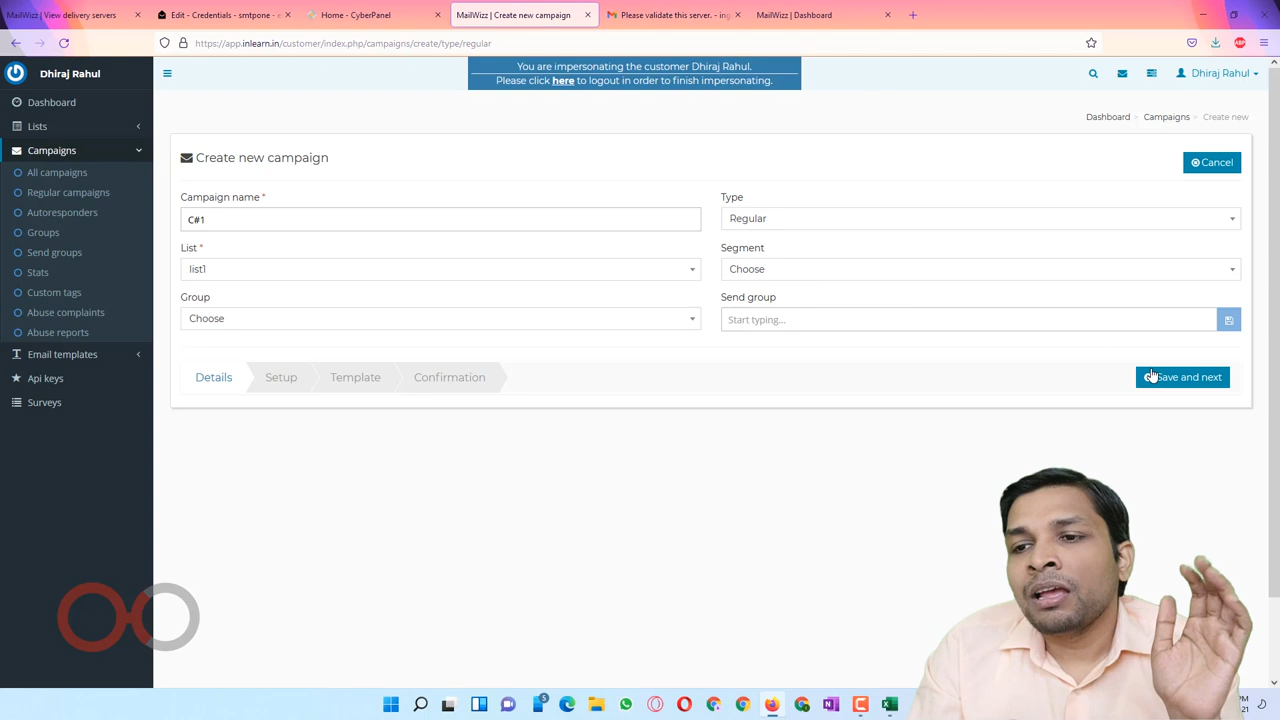 MailWizz | View delivery servers
Edit - Credentials - smtpone - e
Home - CyberPanel
MailWizz | Create new campaign
Please validate this server. - ing
MailWizz | Dashboard
https://app.inlearn.in/customer/index.php/campaigns/create/type/regular
ABP
Dhiraj Rahul
You are impersonating the customer Dhiraj Rahul.
Please click here to logout in order to finish impersonating.
Dhiraj Rahul
Dashboard
Lists
Campaigns
All campaigns
Regular campaigns
Autoresponders
Groups
Send groups
Stats
Custom tags
Abuse complaints
Abuse reports
Email templates
Api keys
Surveys
Dashboard
Campaigns
Create new
Create new campaign
Cancel
Campaign name *
C#1
Type
Regular
List *
list1
Segment
Choose
Group
Choose
Send group
Start typing...
Details
Setup
Template
Confirmation
Save and next
5
PM
21